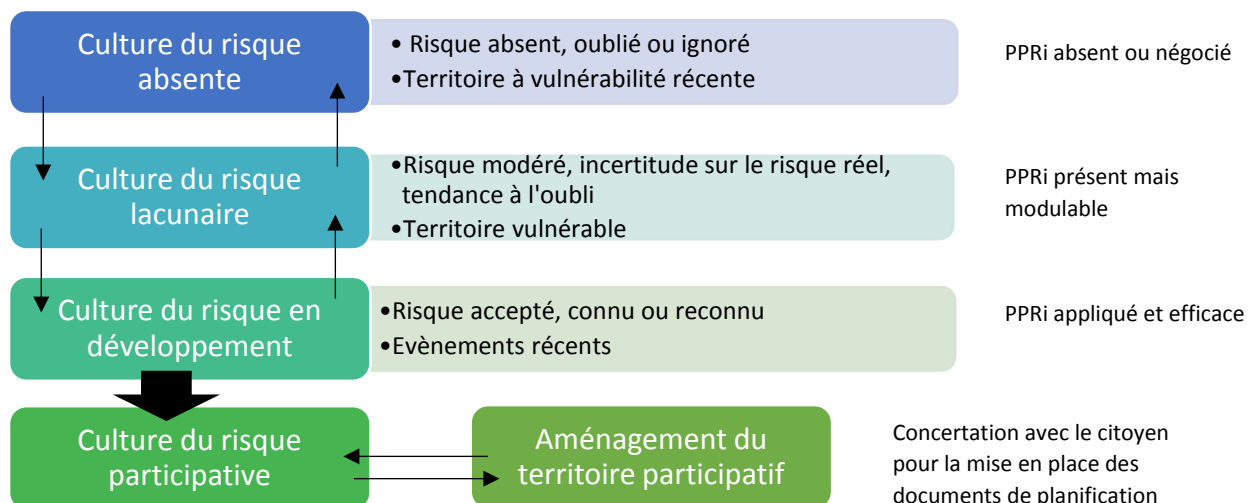 Culture du risque
absente
• Risque absent, oublié ou ignoré
•Territoire à vulnérabilité récente
PPRi absent ou négocié
Culture du risque
lacunaire
•Risque modéré, incertitude sur le risque réel,
tendance à l'oubli
•Territoire vulnérable
PPRi présent mais
modulable
Culture du risque en
développement
•Risque accepté, connu ou reconnu
•Evènements récents
PPRi appliqué et efficace
Culture du risque
participative
Aménagement du
territoire participatif
Concertation avec le citoyen
pour la mise en place des
documents de planification